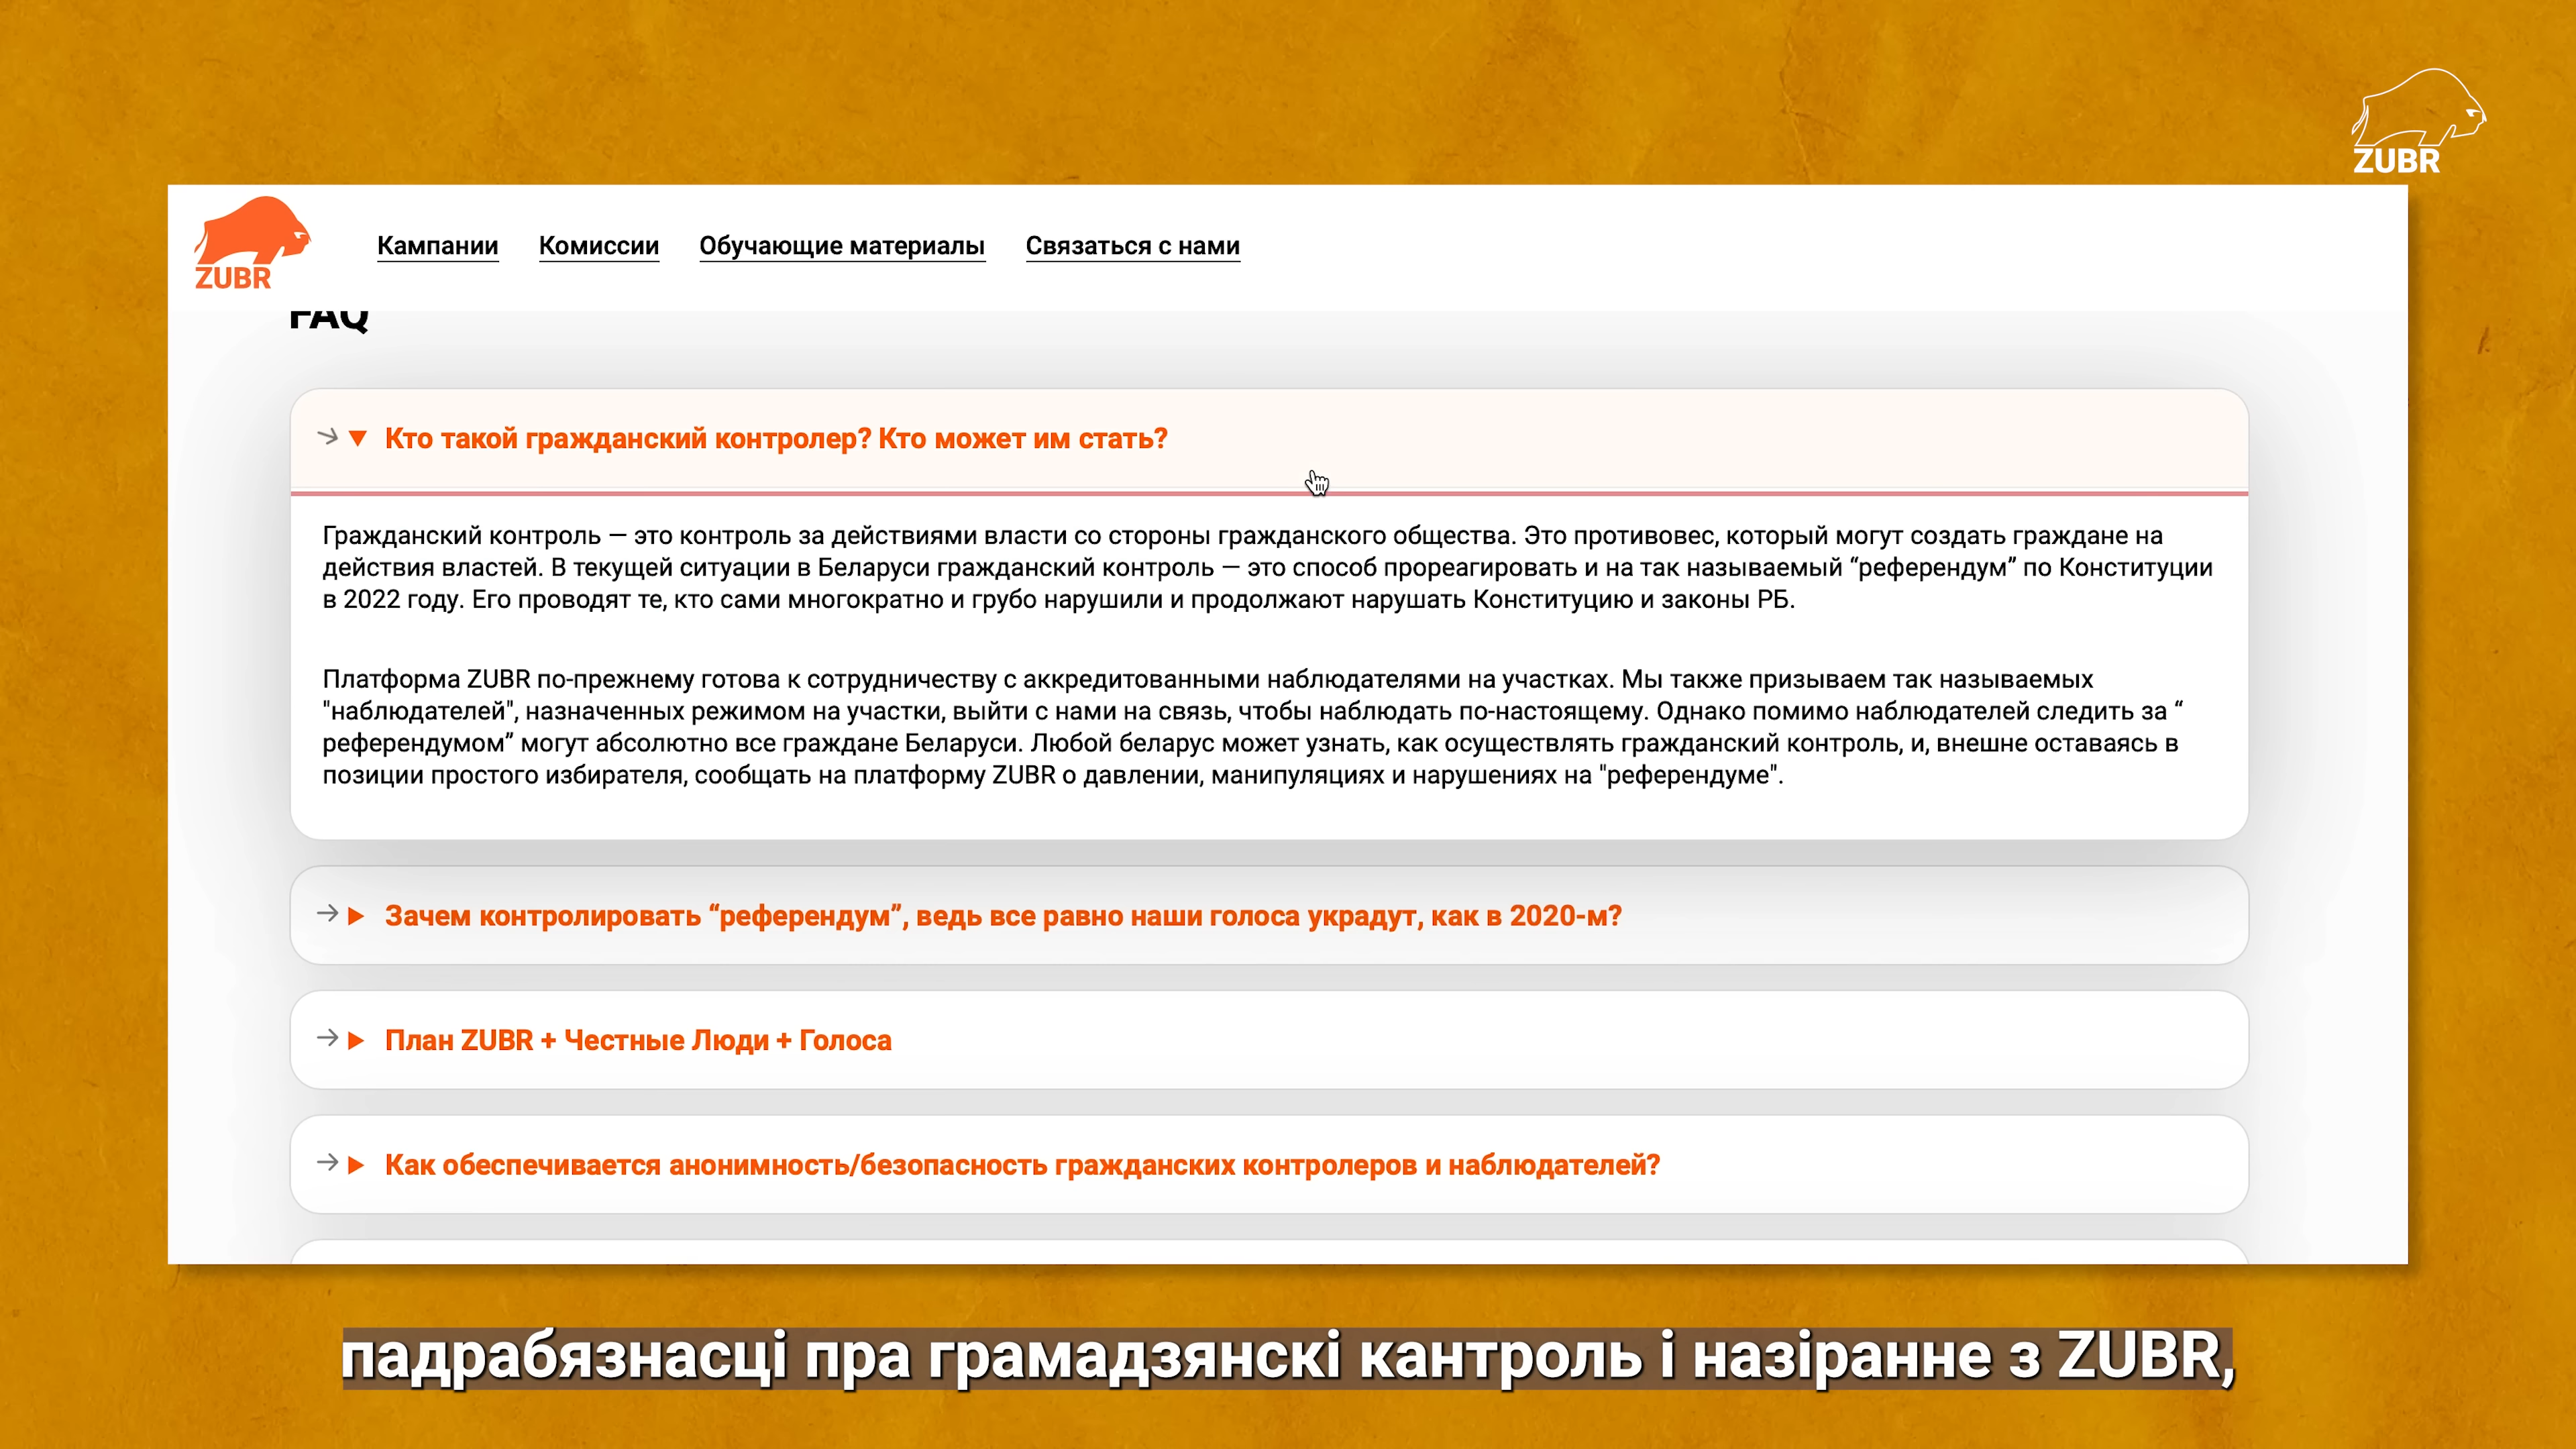 ZUBR
ZUBR
Кампании Комиссии Обучающие материалы Связаться с нами
FAQ
Кто такой гражданский контролер? Кто может им стать?
Гражданский контроль — это контроль за действиями власти со стороны гражданского общества. Это противовес, который могут создать граждане на
действия властей. В текущей ситуации в Беларуси гражданский контроль — это способ прореагировать и на так называемый “референдум” по Конституции
в 2022 году. Его проводят те, кто сами многократно и грубо нарушили и продолжают нарушать Конституцию и законы РБ.
Платформа ZUBR по-прежнему готова к сотрудничеству с аккредитованными наблюдателями на участках. Мы также призываем так называемых
"наблюдателей", назначенных режимом на участки, выйти с нами на связь, чтобы наблюдать по-настоящему. Однако помимо наблюдателей следить за “
референдумом” могут абсолютно все граждане Беларуси. Любой беларус может узнать, как осуществлять гражданский контроль, и, внешне оставаясь в
позиции простого избирателя, сообщать на платформу ZUBR о давлении, манипуляциях и нарушениях на "референдуме".
Зачем контролировать “референдум”, ведь все равно наши голоса украдут, как в 2020-м?
План ZUBR + Честные Люди + Голоса
Как обеспечивается анонимность/безопасность гражданских контролеров и наблюдателей?
падрабязнасці пра грамадзянскі кантроль і назіранне з ZUBR,